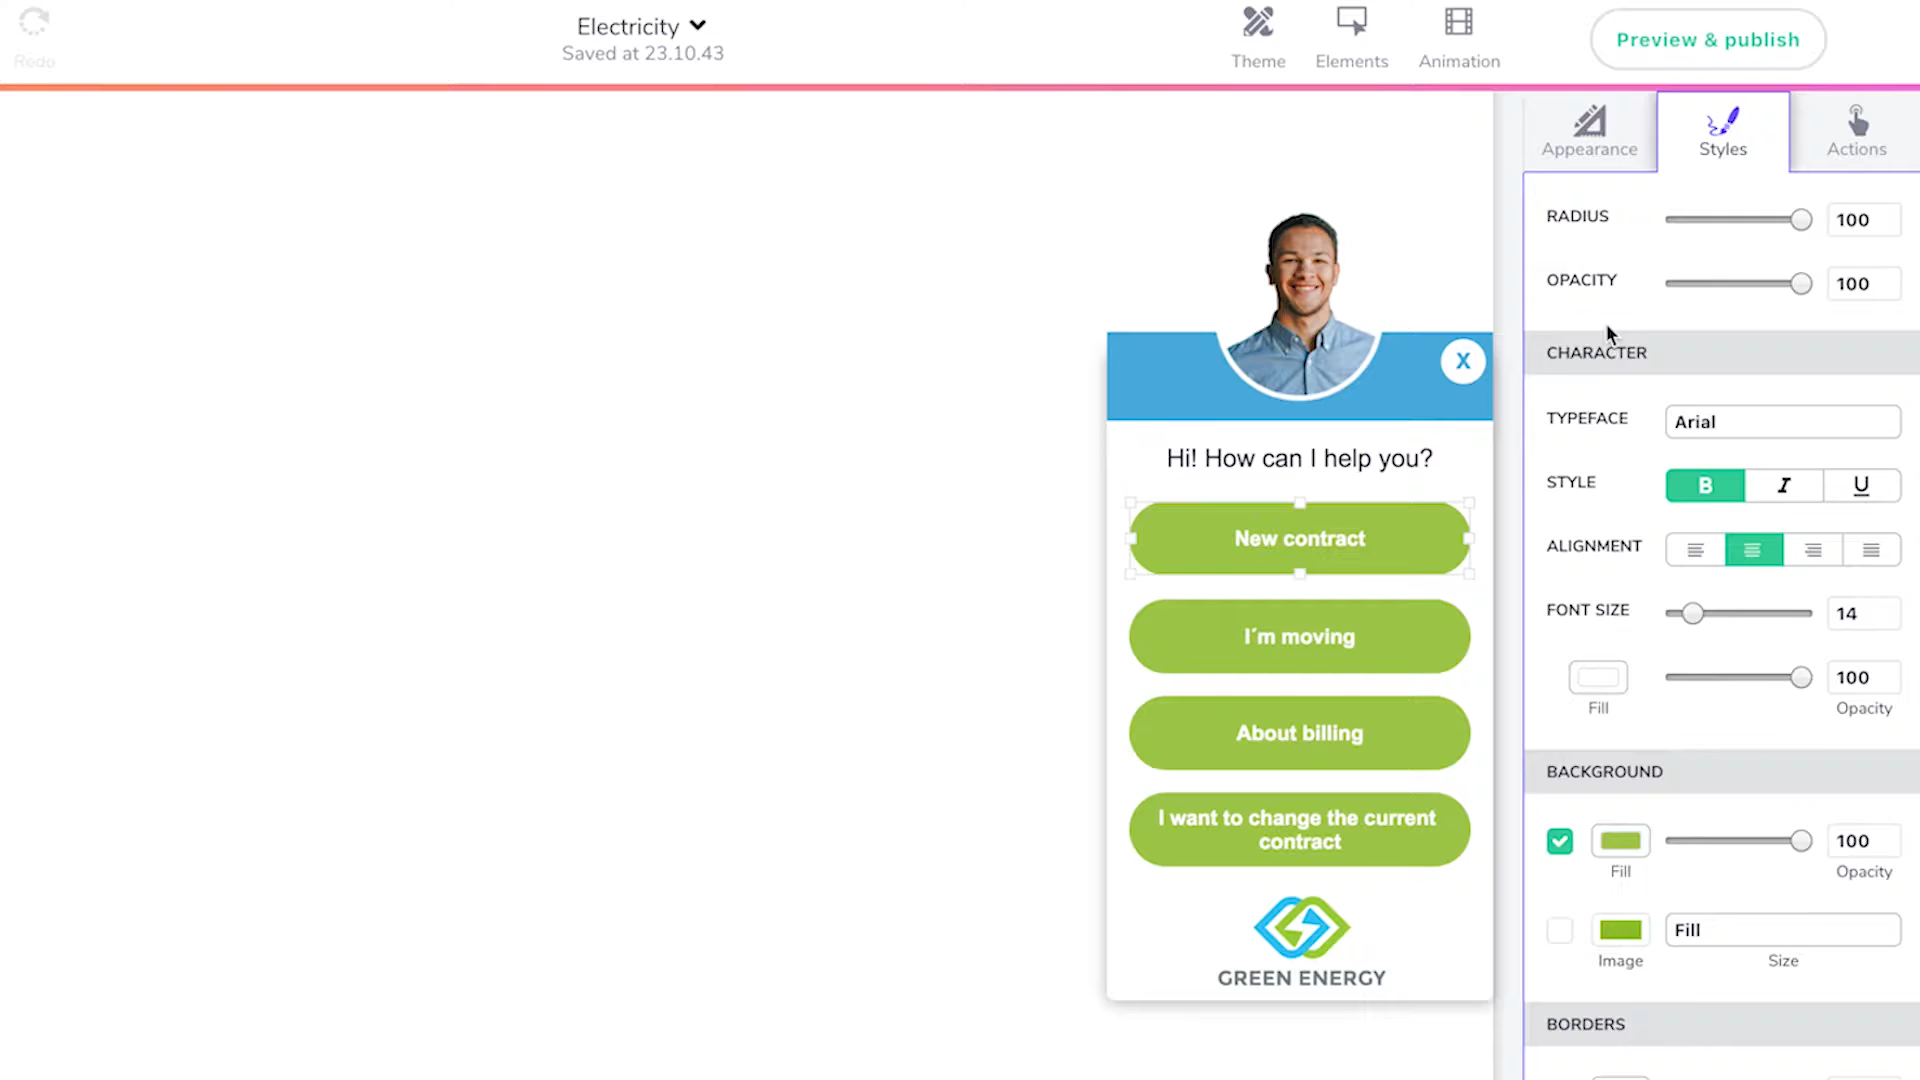 Redo
Electricity
Saved at 23.10.43
Theme
Elements
Animation
Preview & publish
Appearance
Styles
Actions
RADIUS
100
OPACITY
100
CHARACTER
TYPEFACE
Arial
STYLE
B
I
U
ALIGNMENT
FONT SIZE
14
100
Fill
Opacity
BACKGROUND
100
Fill
Opacity
Fill
Image
Size
BORDERS
X
Hi! How can I help you?
New contract
I´m moving
About billing
I want to change the current
contract
GREEN ENERGY